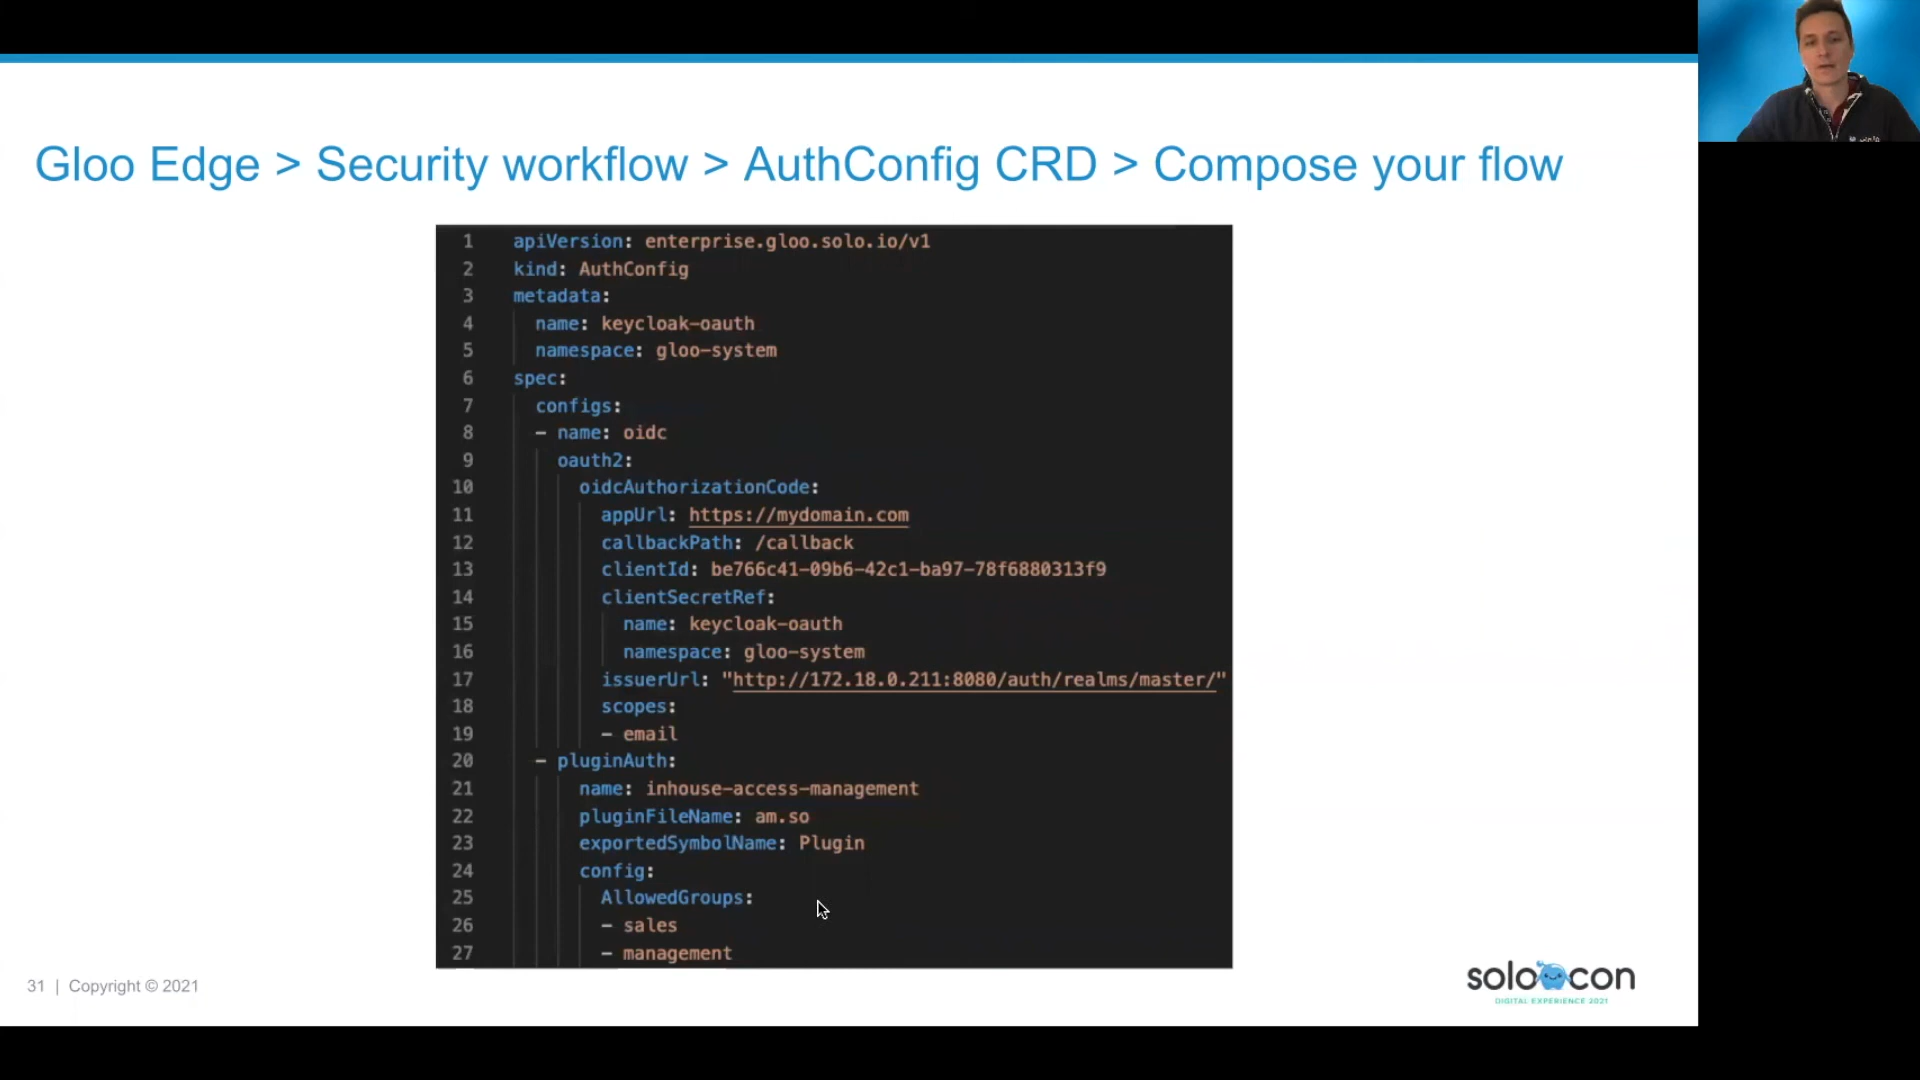 Gloo Edge > Security workflow > AuthConfig CRD > Compose your flow
1 apiVersion: enterprise.gloo.solo.io/v1
2 kind: AuthConfig
3 metadata:
4 name: keycloak-oauth
5 namespace: gloo-system
6 spec:
7 configs:
8 - name: oidc
9 oauth2:
10 oidcAuthorizationCode:
11 appUrl: https://mydomain.com
12 callbackPath: /callback
13 clientId: be766c41-09b6-42c1-ba97-78f6880313f9
14 clientSecretRef:
15 name: keycloak-oauth
16 namespace: gloo-system
17 issuerUrl: "http://172.18.0.211:8080/auth/realms/master/"
18 scopes:
19 - email
20 - pluginAuth:
21 name: inhouse-access-management
22 pluginFileName: am.so
23 exportedSymbolName: Plugin
24 config:
25 AllowedGroups:
26 - sales
27 - management
31 | Copyright © 2021
solo con
DIGITAL EXPERIENCE 2021